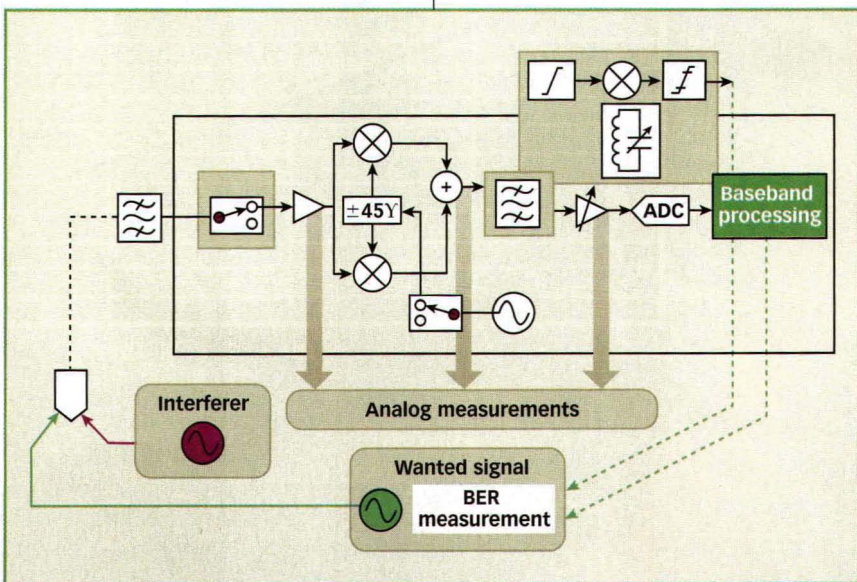 ±45Υ
+
ADC
Baseband
processing
Interferer
Analog measurements
Wanted signal
BER
measurement